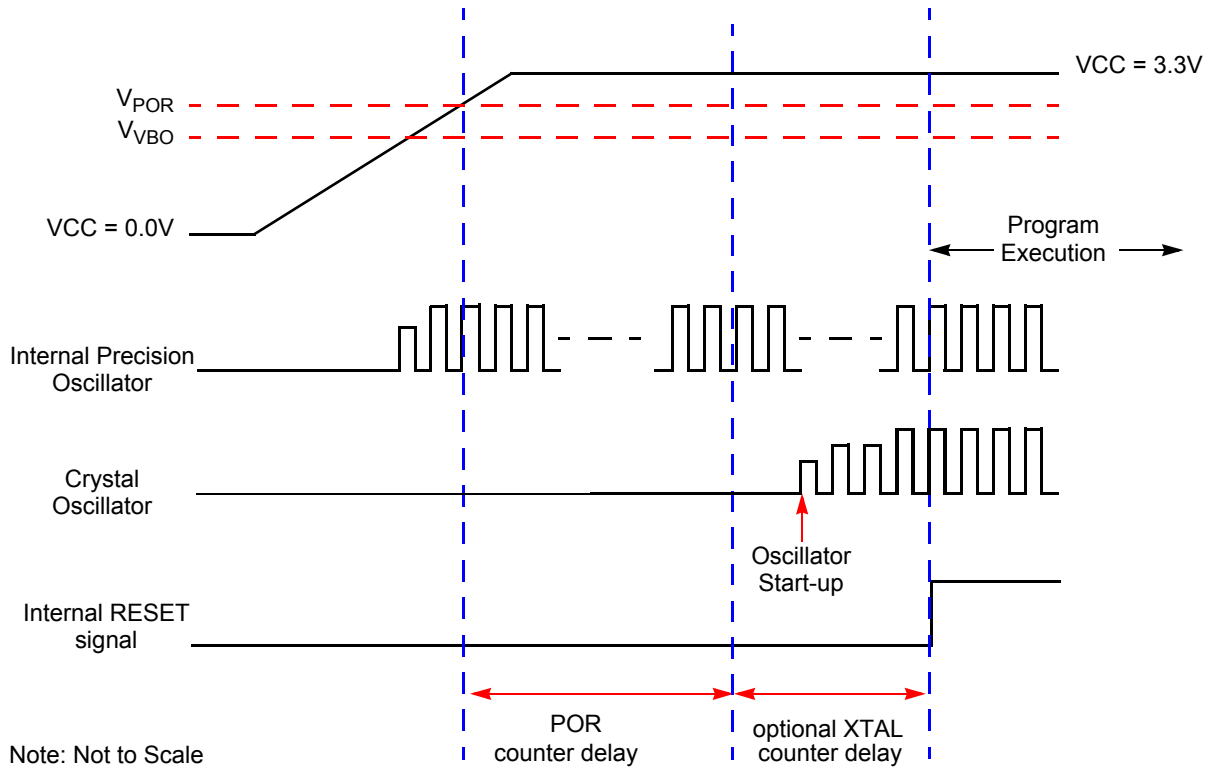 VCC = 3.3V
VPOR
VVBO
VCC = 0.0V
Program
Execution
Internal Precision
Oscillator
Crystal
Oscillator
Oscillator
Start-up
Internal RESET
signal
POR
counter delay
optional XTAL
counter delay
Note: Not to Scale